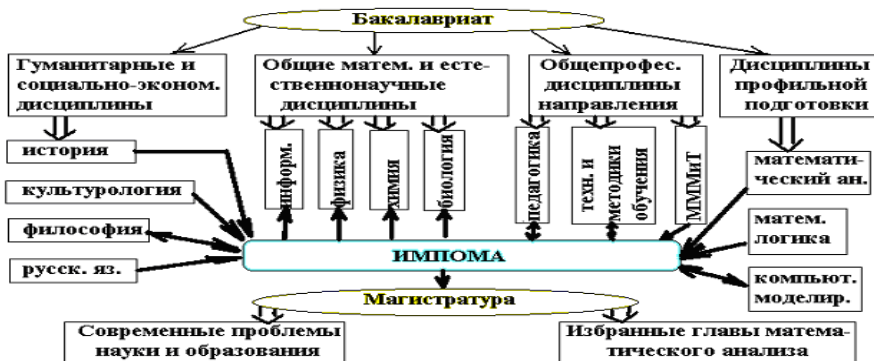 Бакалавриат
Гуманитарные и
социально-эконом.
дисциплины
Общие матем. и есте-
ственнонаучные
дисциплины
Общепрофес.
дисциплины
направления
Дисциплины
профильной
подготовки
история
культурология
философия
русск. яз.
информ.
физика
химия
биология
педагогика
техн. и
методики
обучения
МММиТ
математи-
ческий ан.
матем.
логика
компьют.
моделир.
ИМПОМА
Магистратура
Современные проблемы
науки и образования
Избранные главы матема-
тического анализа